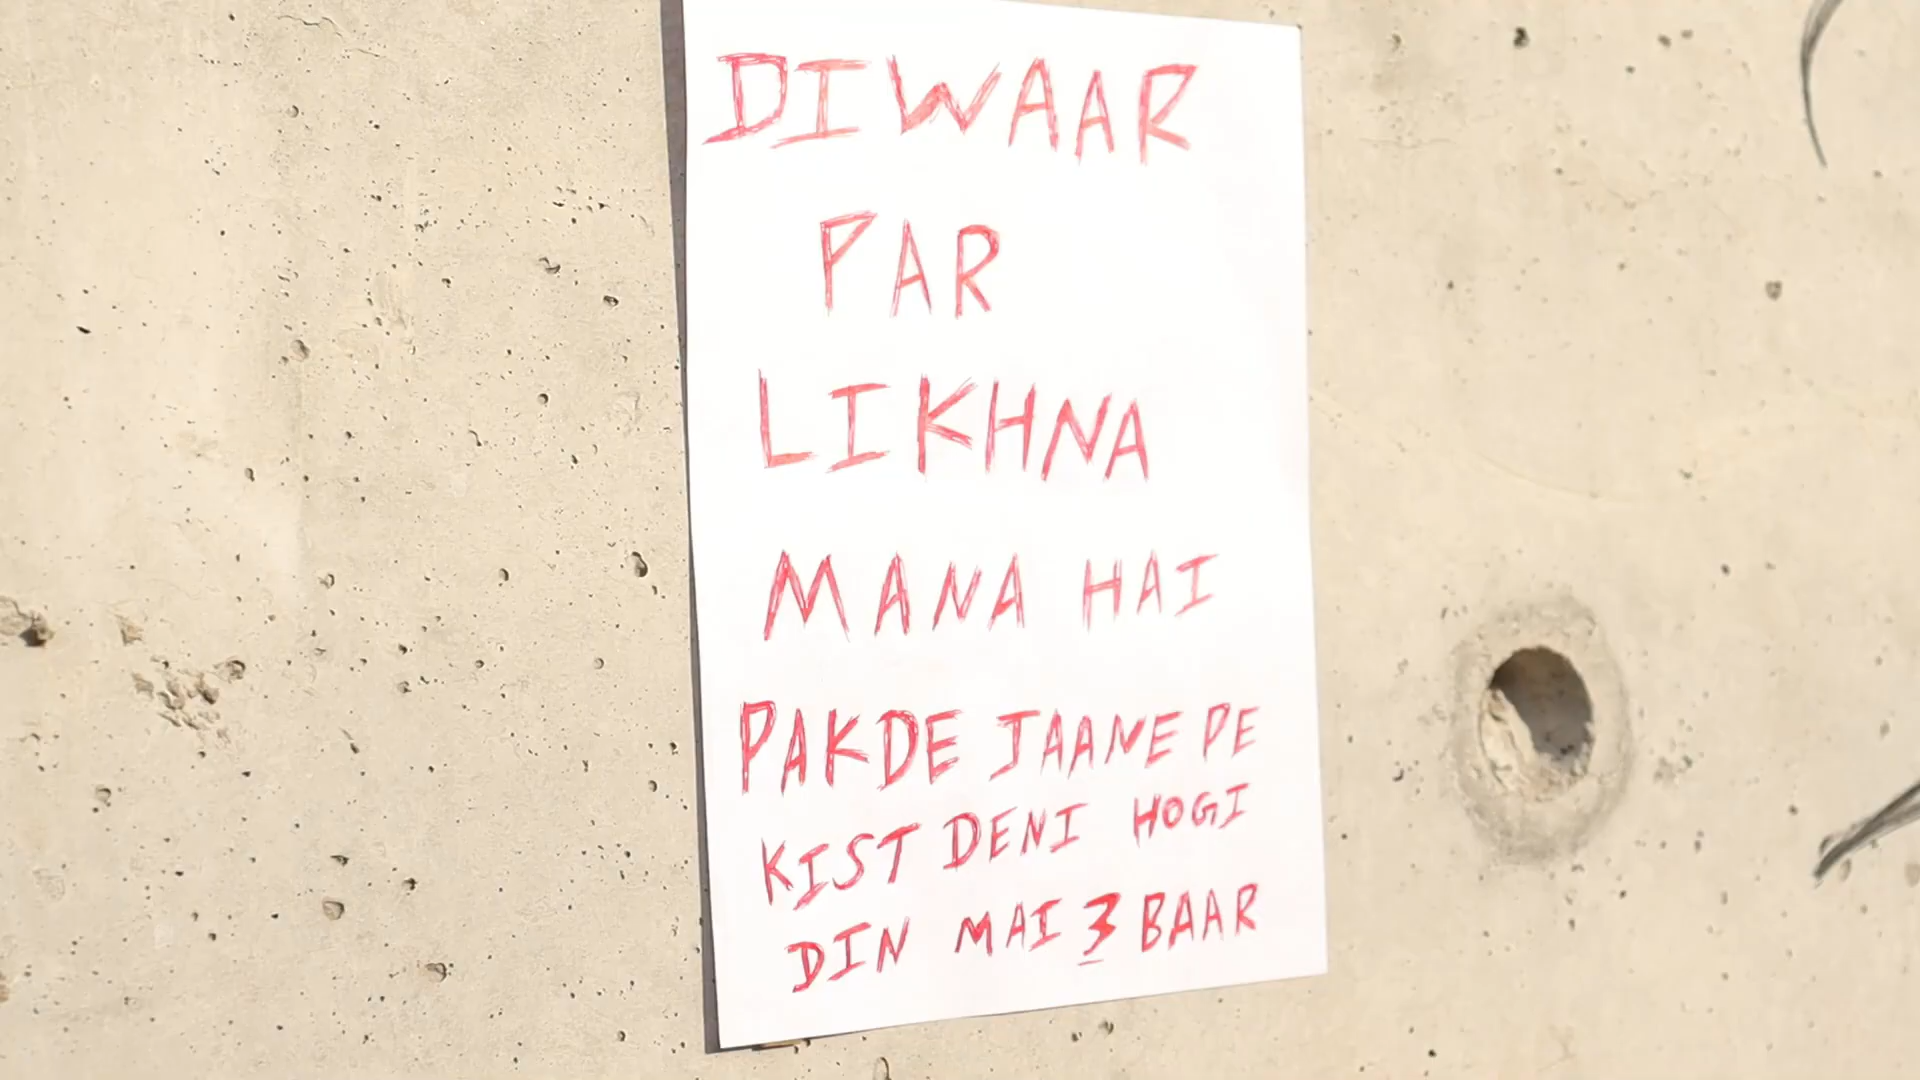 DIWAAR
PAR
LIKHNA
MANA HAI
PAKDE JAANE PE
KIST DENI HOGI
DIN MAI 3 BAAR